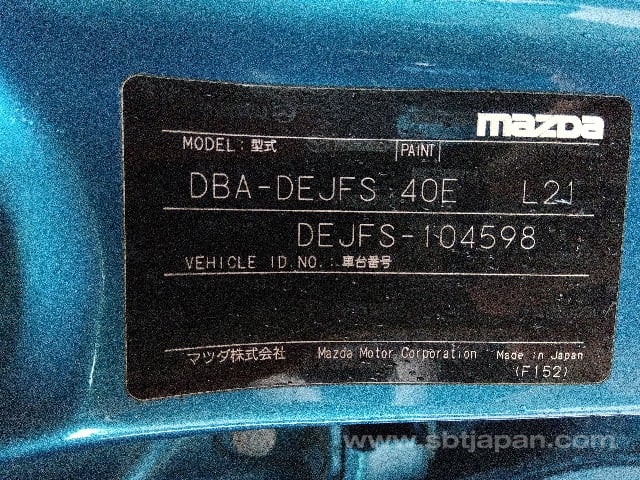 mazda
MODEL: 型式 PAINT
DBA-DEJFS 40E L21
DEJFS-104598
VEHICLE ID NO.: 車台番号
マツダ株式会社 Mazda Motor Corporation Made in Japan
(F152)
www.sbtjapan.com